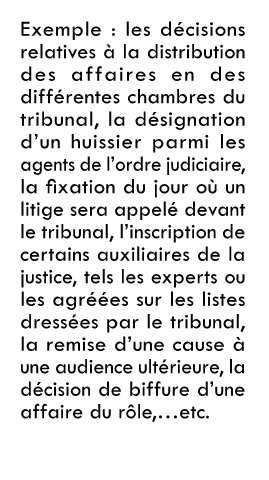 Exemple : les décisions
relatives à la distribution
des affaires en des
différentes chambres du
tribunal, la désignation
d'un huissier parmi les
agents de l'ordre judiciaire,
la fixation du jour où un
litige sera appelé devant
le tribunal, l'inscription de
certains auxiliaires de la
justice, tels les experts ou
les agréées sur les listes
dressées par le tribunal,
la remise d'une cause à
une audience ultérieure, la
décision de biffure d'une
affaire du rôle,...etc.